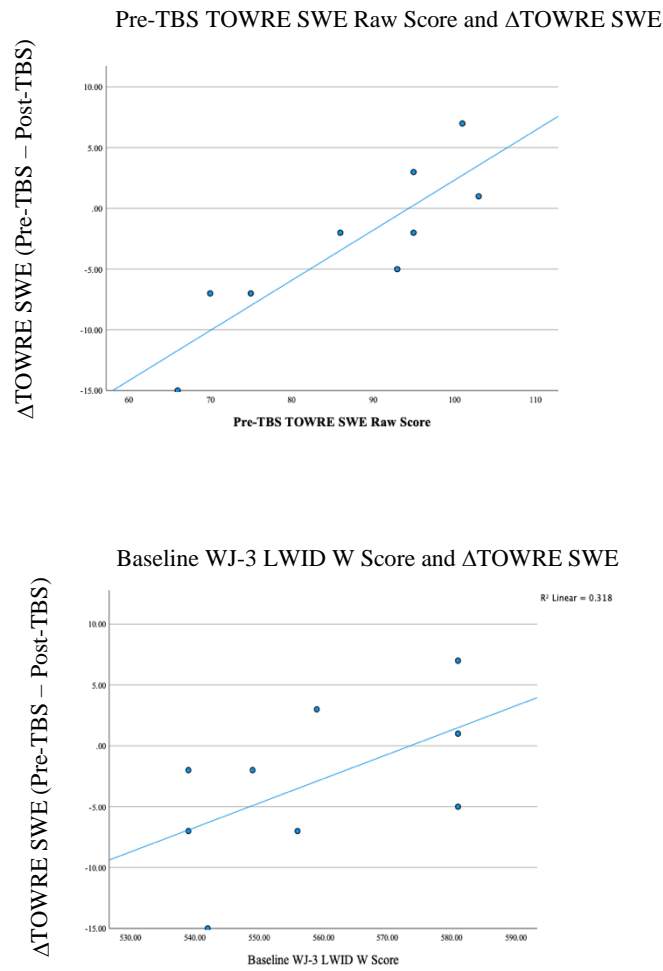 Pre-TBS TOWRE SWE Raw Score and ΔTOWRE SWE
ΔTOWRE SWE (Pre-TBS – Post-TBS)
10.00
5.00
.00
-5.00
-10.00
-15.00
60 70 80 90 100 110
Pre-TBS TOWRE SWE Raw Score
Baseline WJ-3 LWID W Score and ΔTOWRE SWE
R² Linear = 0.318
ΔTOWRE SWE (Pre-TBS – Post-TBS)
10.00
5.00
.00
-5.00
-10.00
-15.00
530.00 540.00 550.00 560.00 570.00 580.00 590.00
Baseline WJ-3 LWID W Score